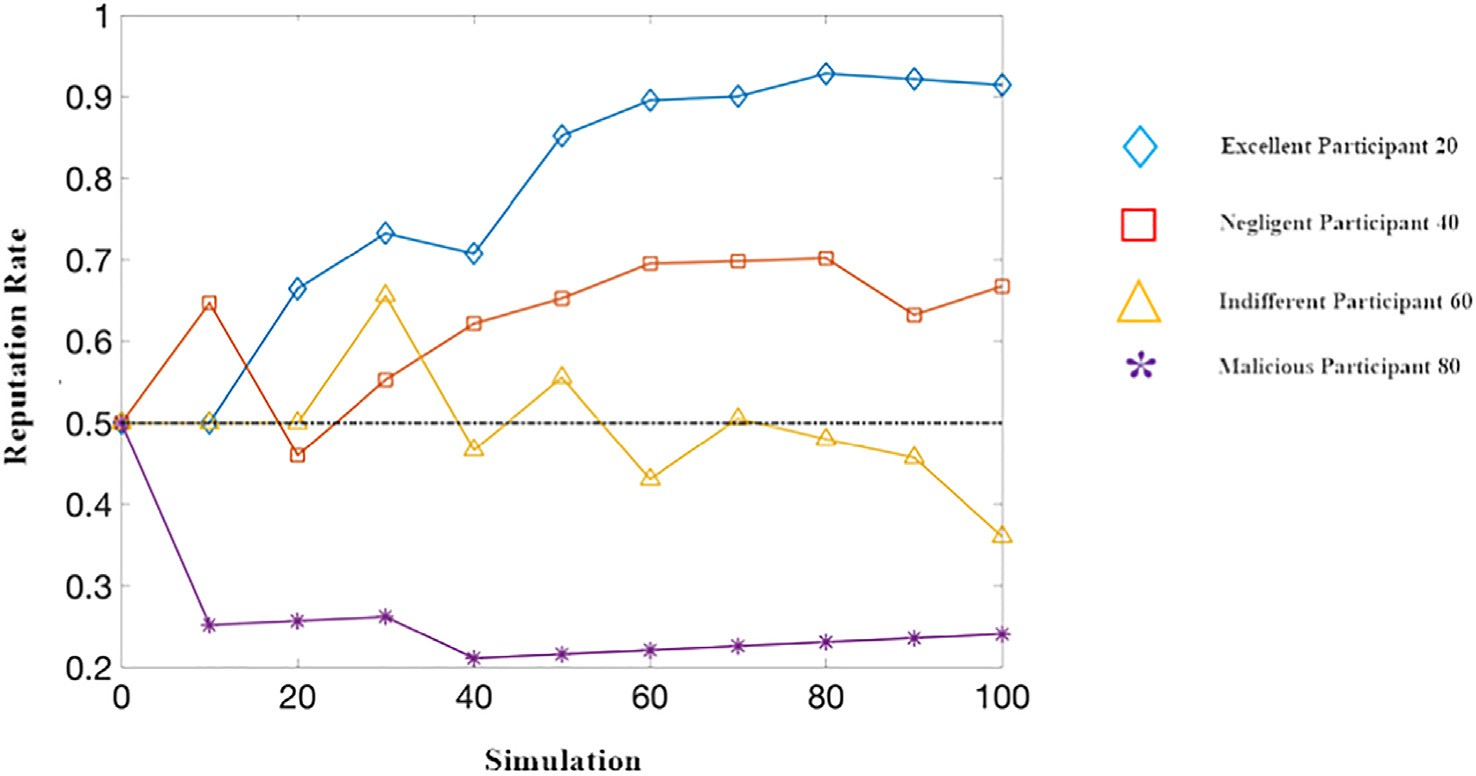 1
0.9
0.8
0.7
0.6
0.5
0.4
0.3
0.2
0 20 40 60 80 100
Reputation Rate
Simulation
Excellent Participant 20
Negligent Participant 40
Indifferent Participant 60
Malicious Participant 80